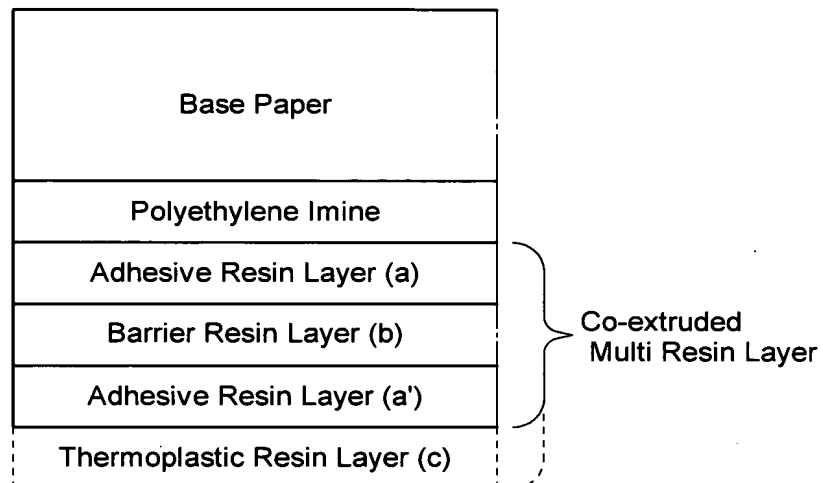 Base Paper
Polyethylene Imine
Adhesive Resin Layer (a)
Barrier Resin Layer (b)
Adhesive Resin Layer (a')
Thermoplastic Resin Layer (c)
Co-extruded
Multi Resin Layer